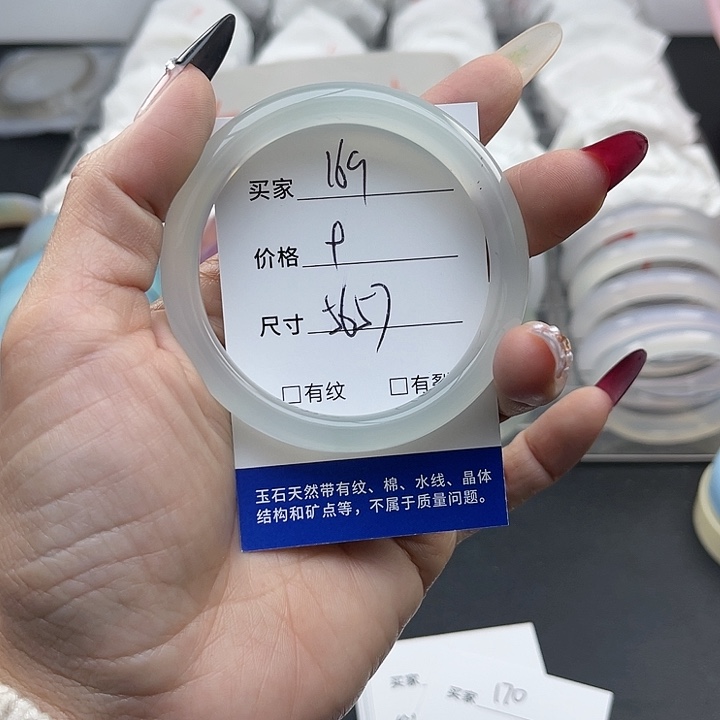 买家 169
价格 P
尺寸 5657
□有纹 □有裂
玉石天然带有纹、棉、水线、晶体
结构和矿点等，不属于质量问题。
买家
买家 170